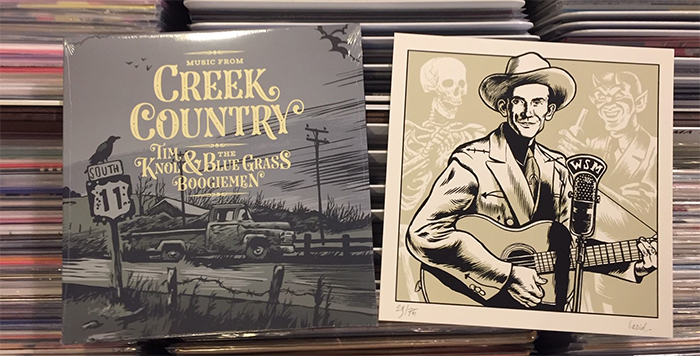 MUSIC FROM
CREEK
COUNTRY
TIM & THE
KNOL BLUE GRASS
BOOGIEMEN
SOUTH
11
WSM